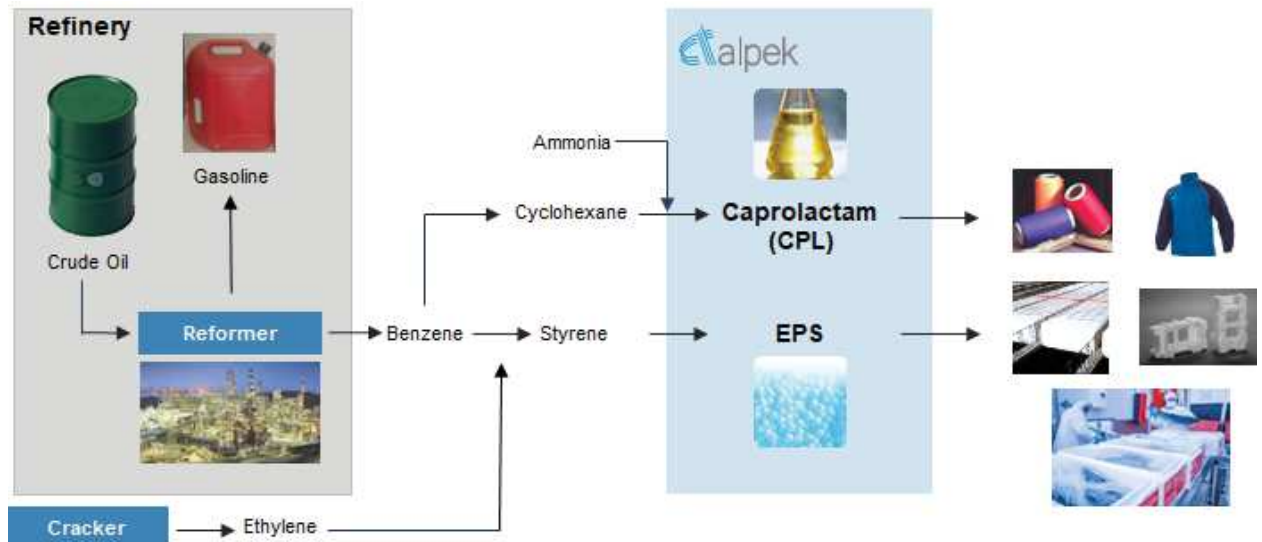 Refinery
alpek
Ammonia
Gasoline
Cyclohexane
Caprolactam
(CPL)
Crude Oil
Reformer
Benzene
Styrene
EPS
Cracker
Ethylene